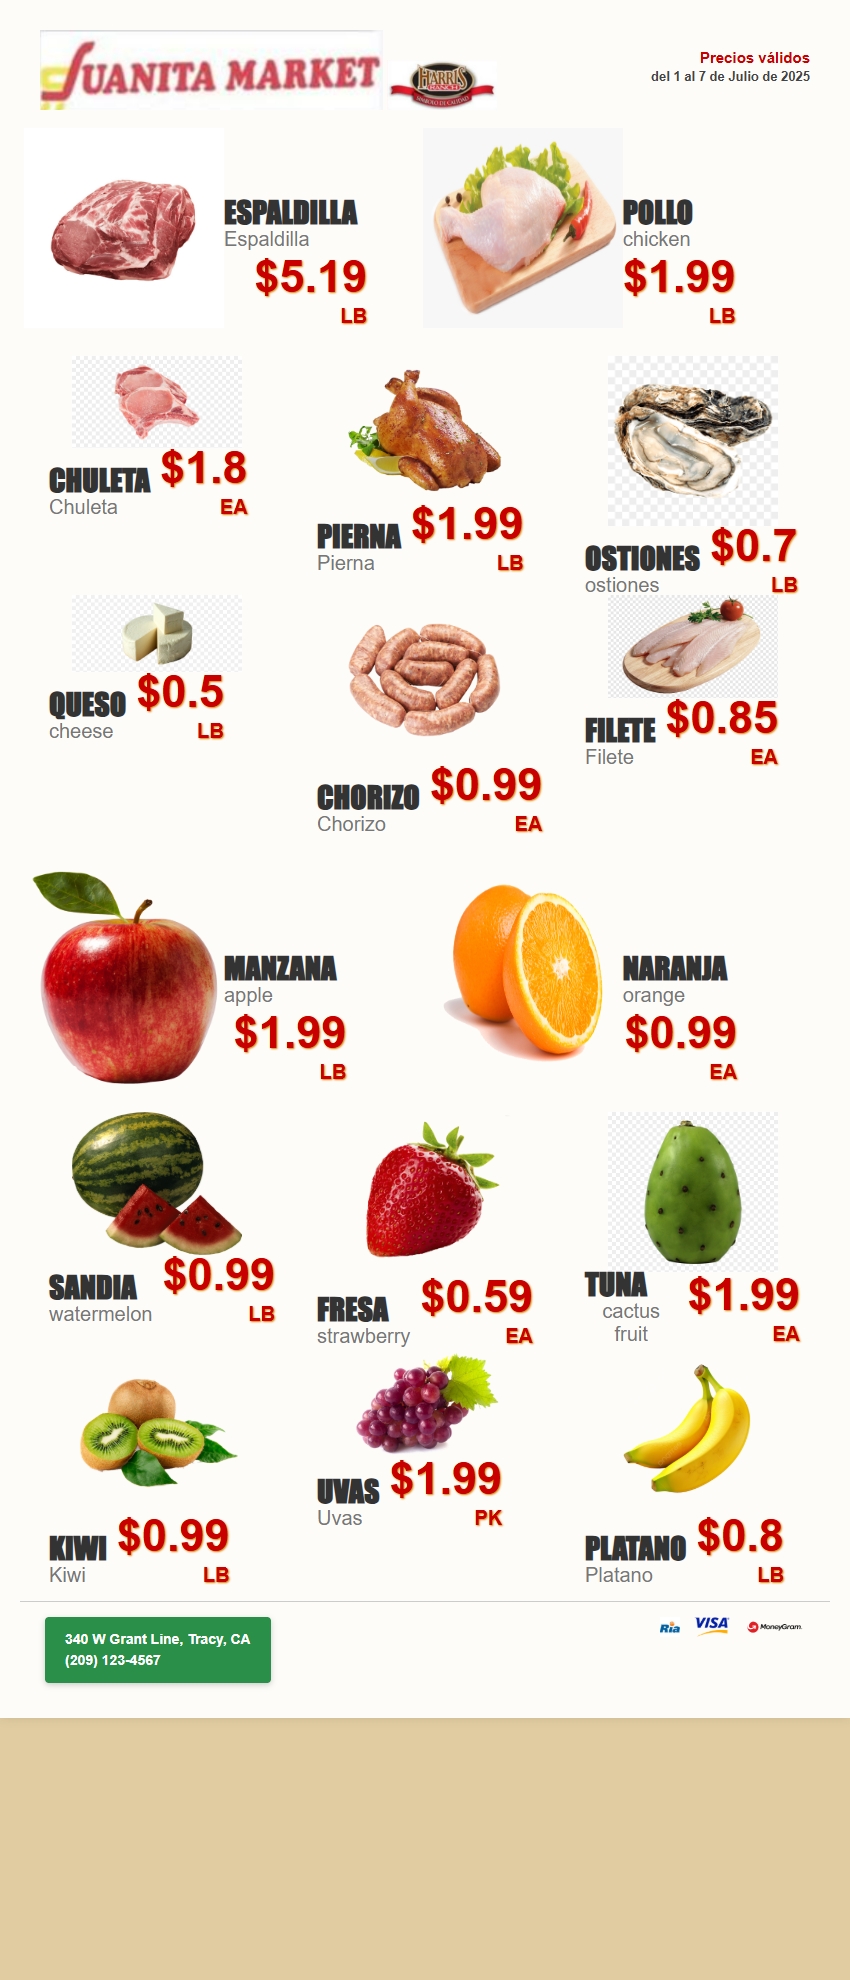 JUANITA MARKET
HARRIS
RANCH
SÍMBOLO DE CALIDAD
Precios válidos
del 1 al 7 de Julio de 2025
ESPALDILLA
Espaldilla
$5.19
LB
POLLO
chicken
$1.99
LB
CHULETA
Chuleta
$1.8
EA
PIERNA
Pierna
$1.99
LB
OSTIONES
ostiones
$0.7
LB
QUESO
cheese
$0.5
LB
CHORIZO
Chorizo
$0.99
EA
FILETE
Filete
$0.85
EA
MANZANA
apple
$1.99
LB
NARANJA
orange
$0.99
EA
SANDIA
watermelon
$0.99
LB
FRESA
strawberry
$0.59
EA
TUNA
cactus
fruit
$1.99
EA
KIWI
Kiwi
$0.99
LB
UVAS
Uvas
$1.99
PK
PLATANO
Platano
$0.8
LB
340 W Grant Line, Tracy, CA
(209) 123-4567
Ria
VISA
MoneyGram.